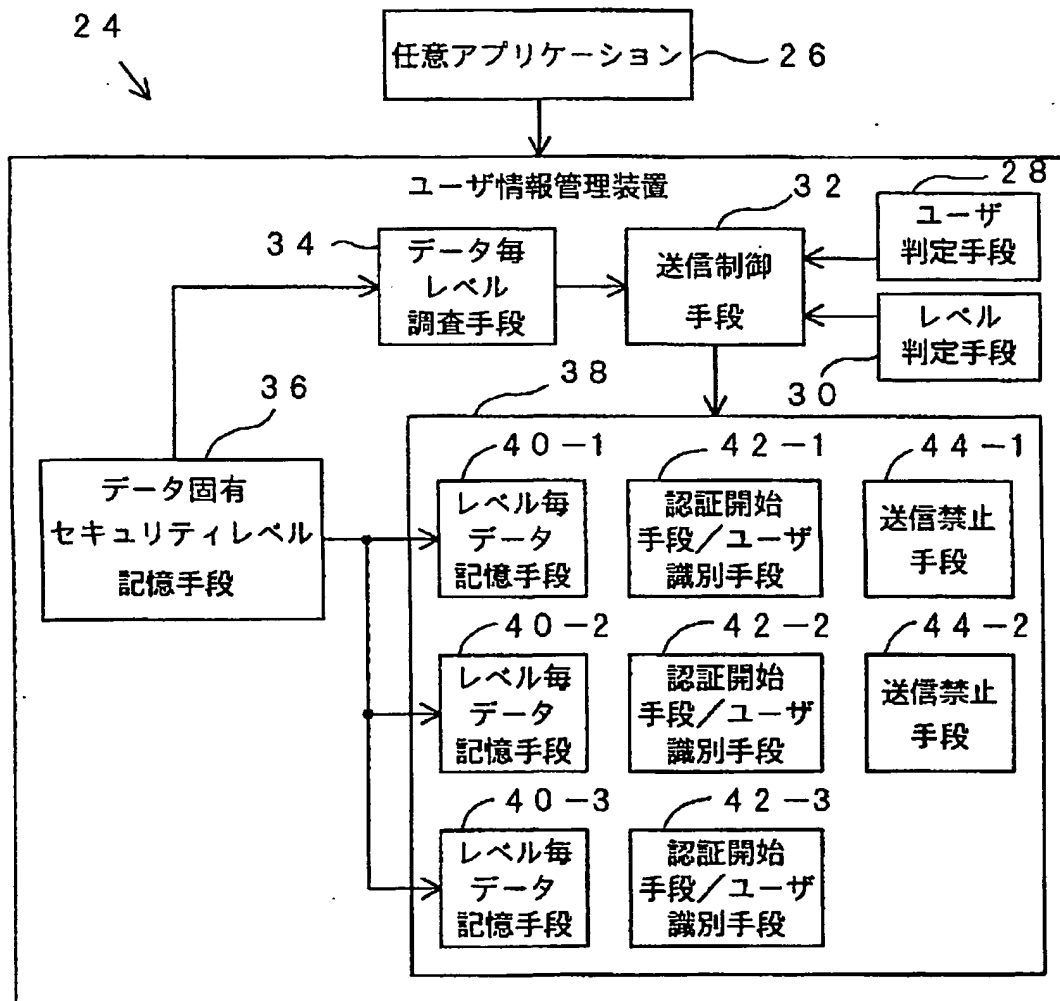 24
任意アプリケーション
26
ユーザ情報管理装置
32
28
34
データ毎
レベル
調査手段
送信制御
手段
ユーザ
判定手段
レベル
判定手段
30
36
38
データ固有
セキュリティレベル
記憶手段
40-1
42-1
44-1
レベル毎
データ
記憶手段
認証開始
手段/ユーザ
識別手段
送信禁止
手段
40-2
42-2
44-2
レベル毎
データ
記憶手段
認証開始
手段/ユーザ
識別手段
送信禁止
手段
40-3
42-3
レベル毎
データ
記憶手段
認証開始
手段/ユーザ
識別手段